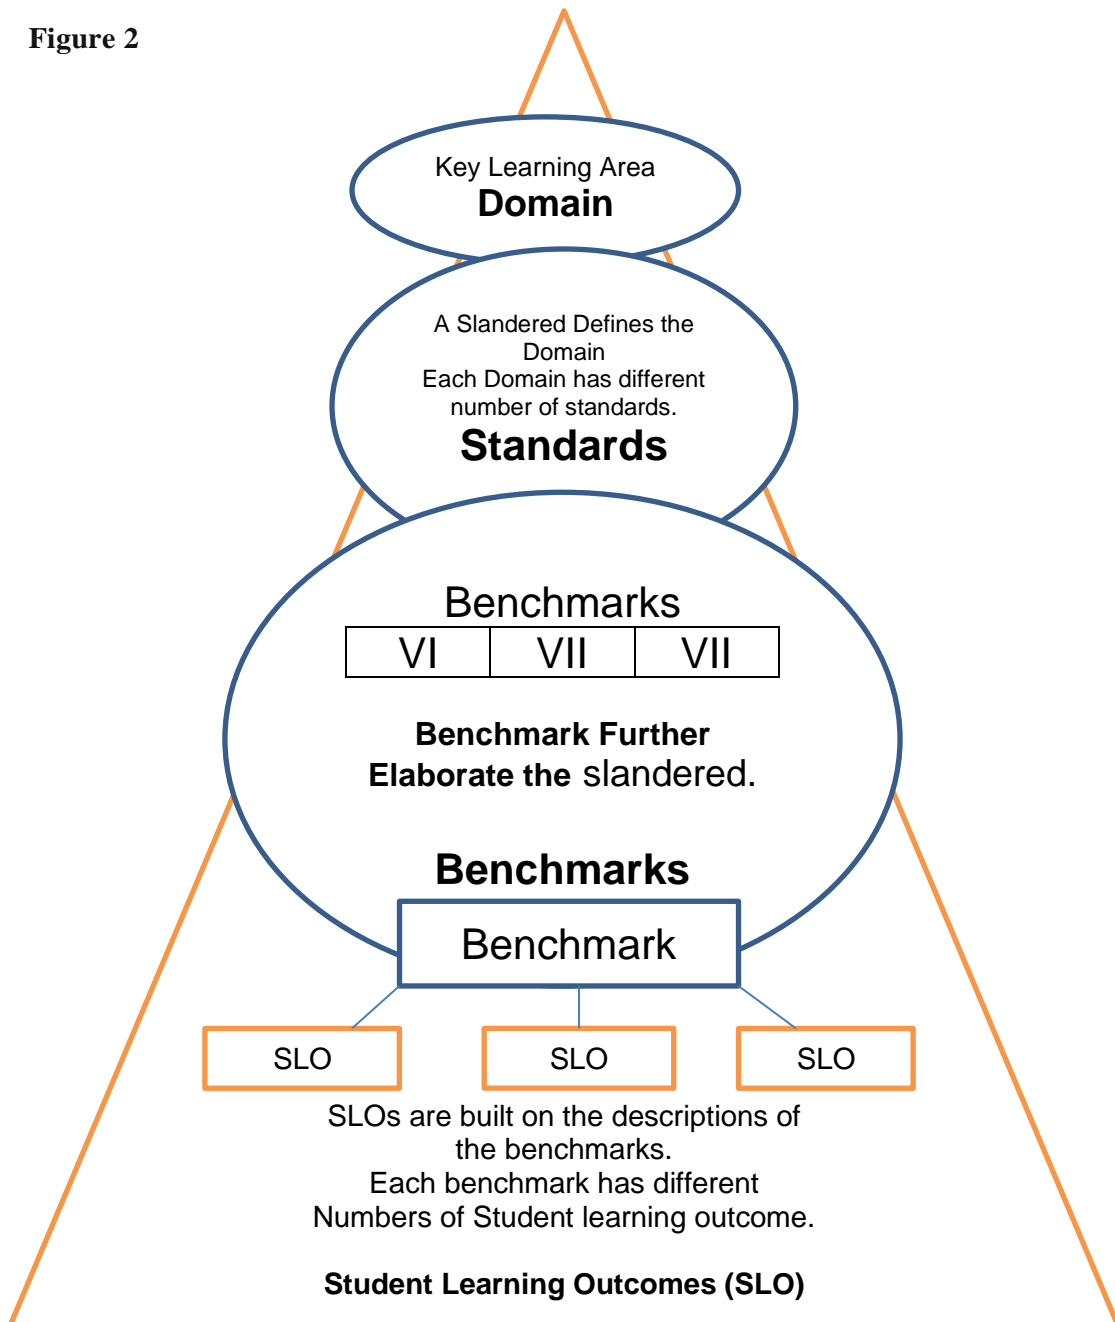 Figure 2
Key Learning Area
Domain
A Slandered Defines the
Domain
Each Domain has different
number of standards.
Standards
Benchmarks
VI VII VII
Benchmark Further
Elaborate the slandered.
Benchmarks
Benchmark
SLO SLO SLO
SLOs are built on the descriptions of
the benchmarks.
Each benchmark has different
Numbers of Student learning outcome.
Student Learning Outcomes (SLO)